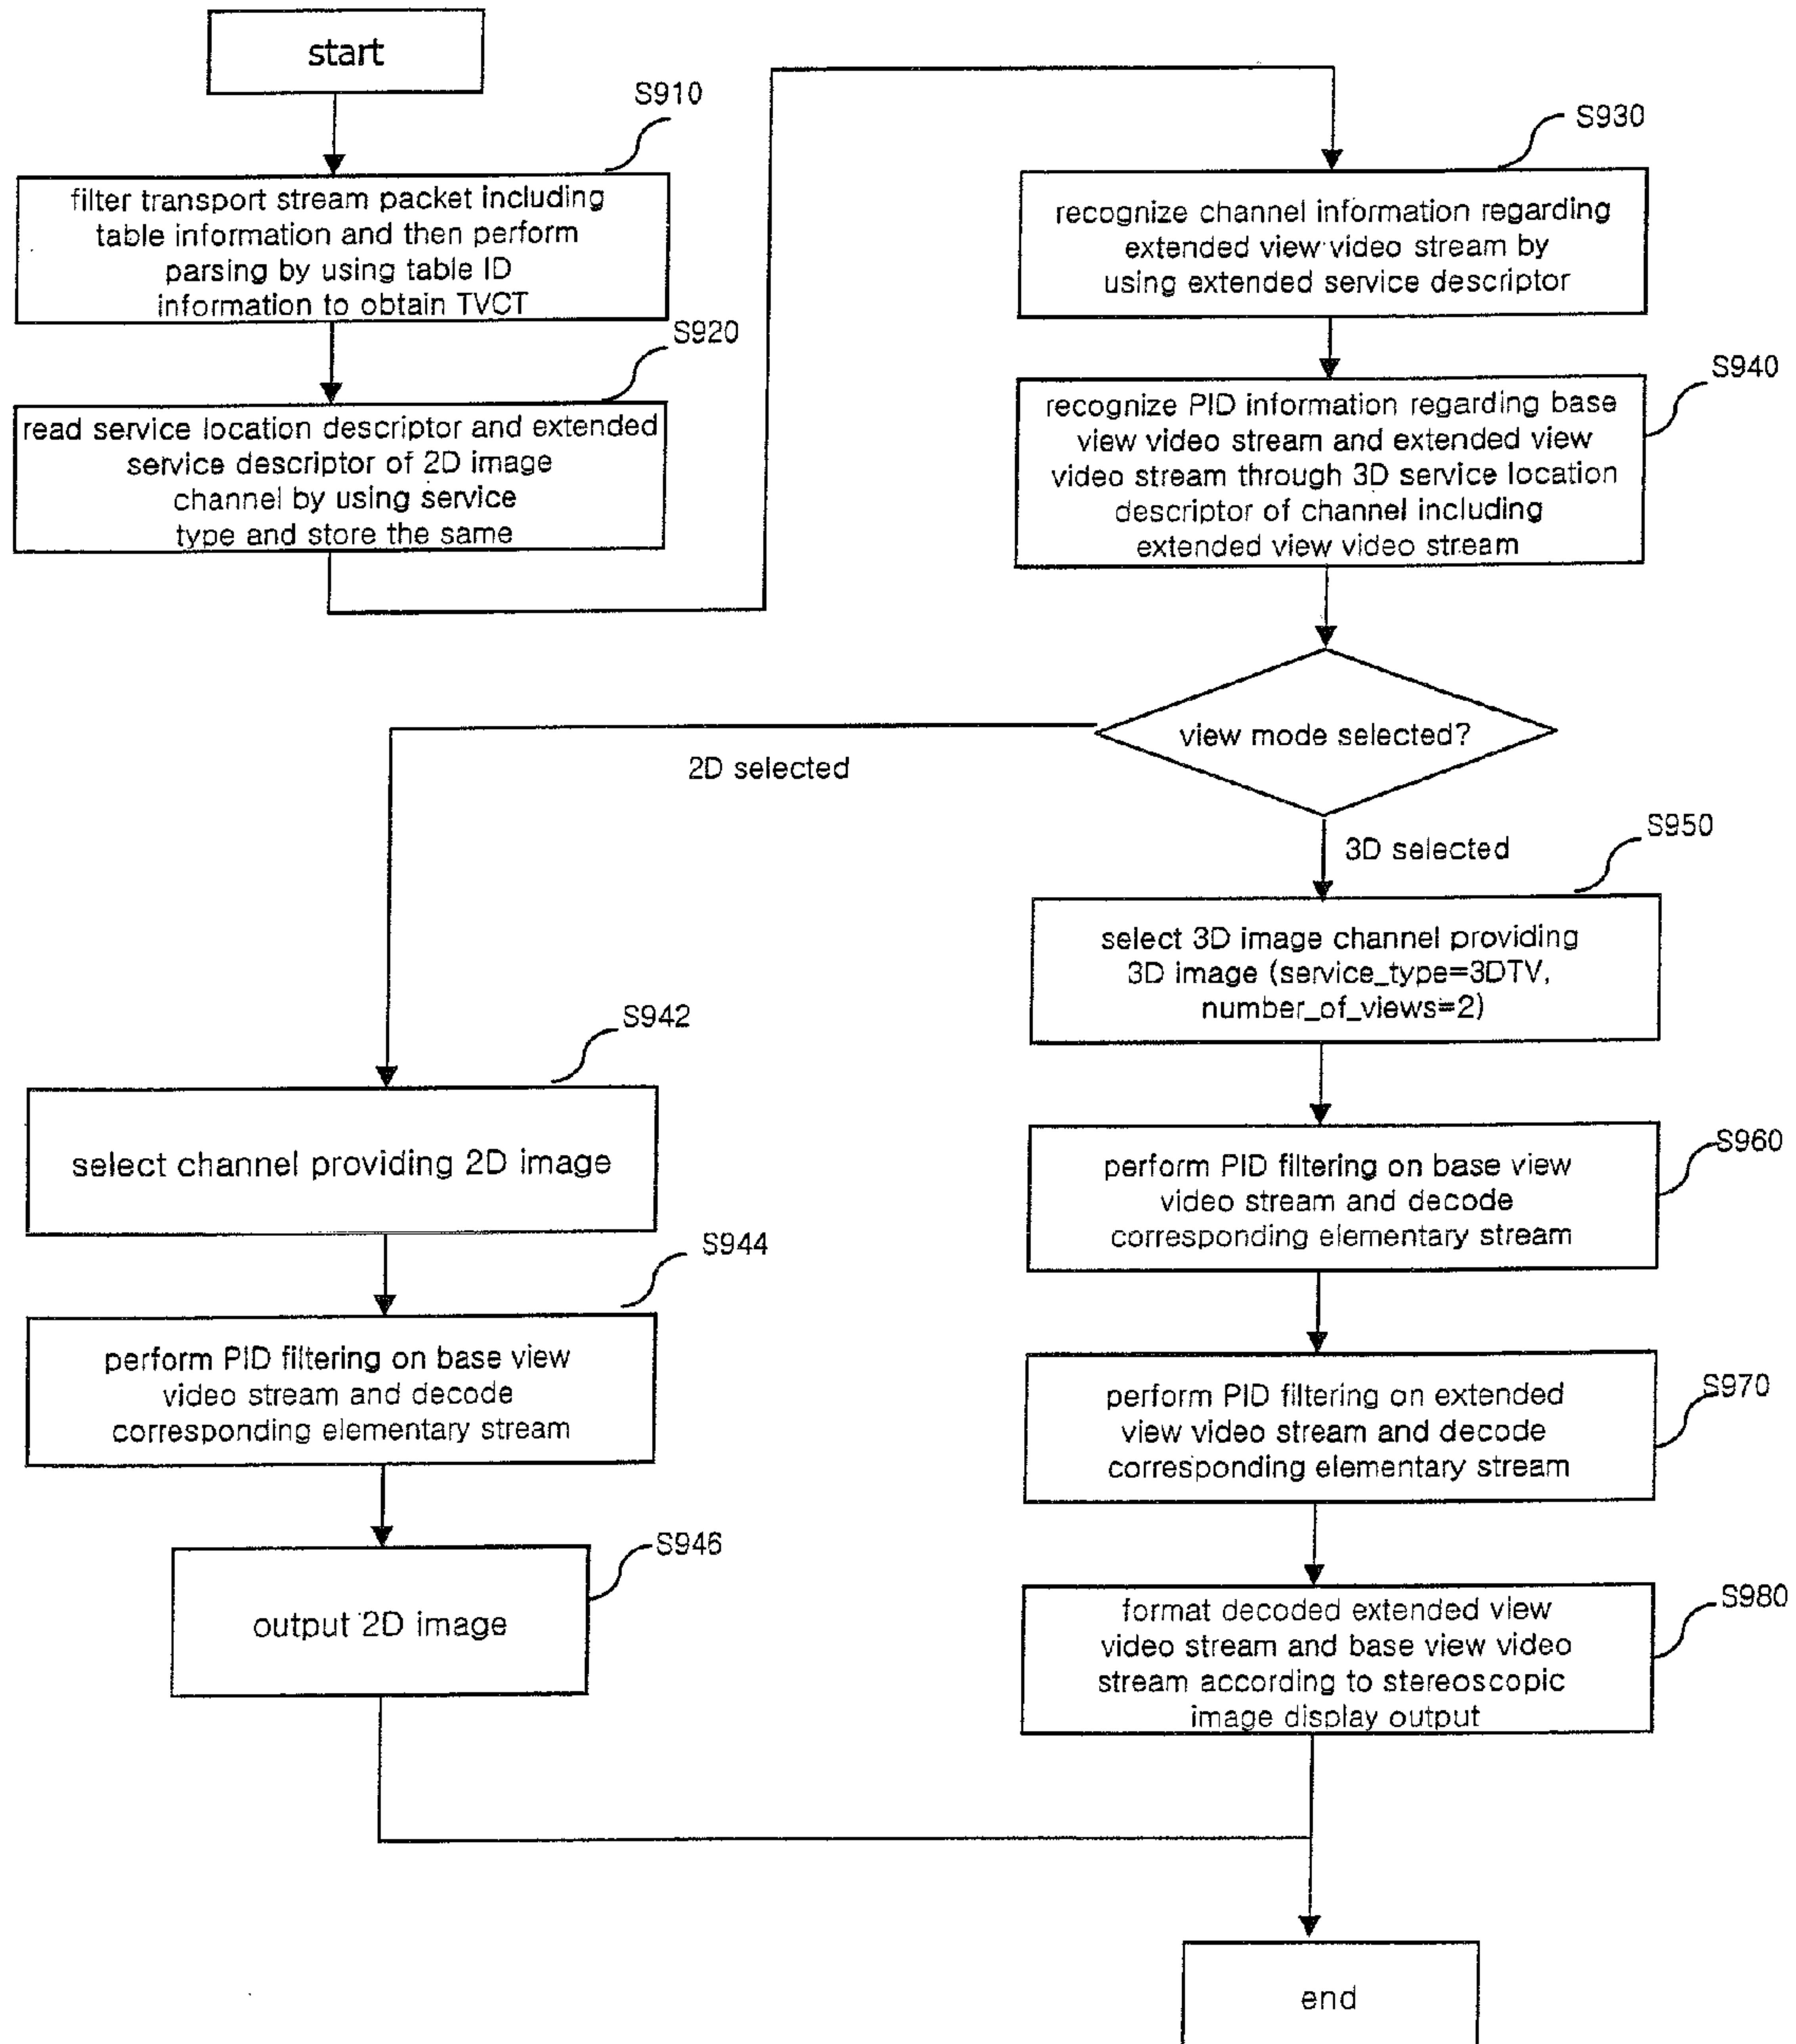 start
S910
filter transport stream packet including
table information and then perform
parsing by using table ID
information to obtain TVCT
S920
read service location descriptor and extended
service descriptor of 2D image
channel by using service
type and store the same
S930
recognize channel information regarding
extended view video stream by
using extended service descriptor
S940
recognize PID information regarding base
view video stream and extended view
video stream through 3D service location
descriptor of channel including
extended view video stream
view mode selected?
2D selected
3D selected
S942
select channel providing 2D image
S944
perform PID filtering on base view
video stream and decode
corresponding elementary stream
S946
output 2D image
S950
select 3D image channel providing
3D image (service_type=3DTV,
number_of_views=2)
S960
perform PID filtering on base view
video stream and decode
corresponding elementary stream
S970
perform PID filtering on extended
view video stream and decode
corresponding elementary stream
S980
format decoded extended view
video stream and base view video
stream according to stereoscopic
image display output
end